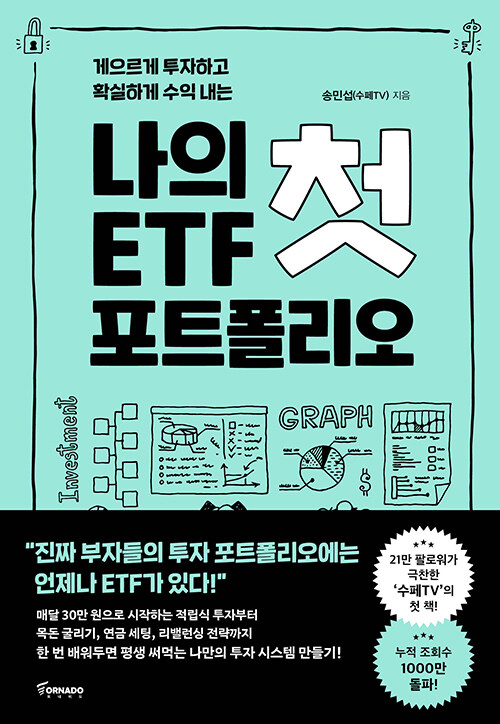 게으르게 투자하고
확실하게 수익 내는
송민섭(수페TV) 지음
나의 첫
ETF
포트폴리오
Investment
GRAPH
$
"진짜 부자들의 투자 포트폴리오에는
언제나 ETF가 있다!"
매달 30만 원으로 시작하는 적립식 투자부터
목돈 굴리기, 연금 세팅, 리밸런싱 전략까지
한 번 배워두면 평생 써먹는 나만의 투자 시스템 만들기!
21만 팔로워가
극찬한
'수페TV'의
첫 책!
누적 조회수
1000만
돌파!
TORNADO
토네이도